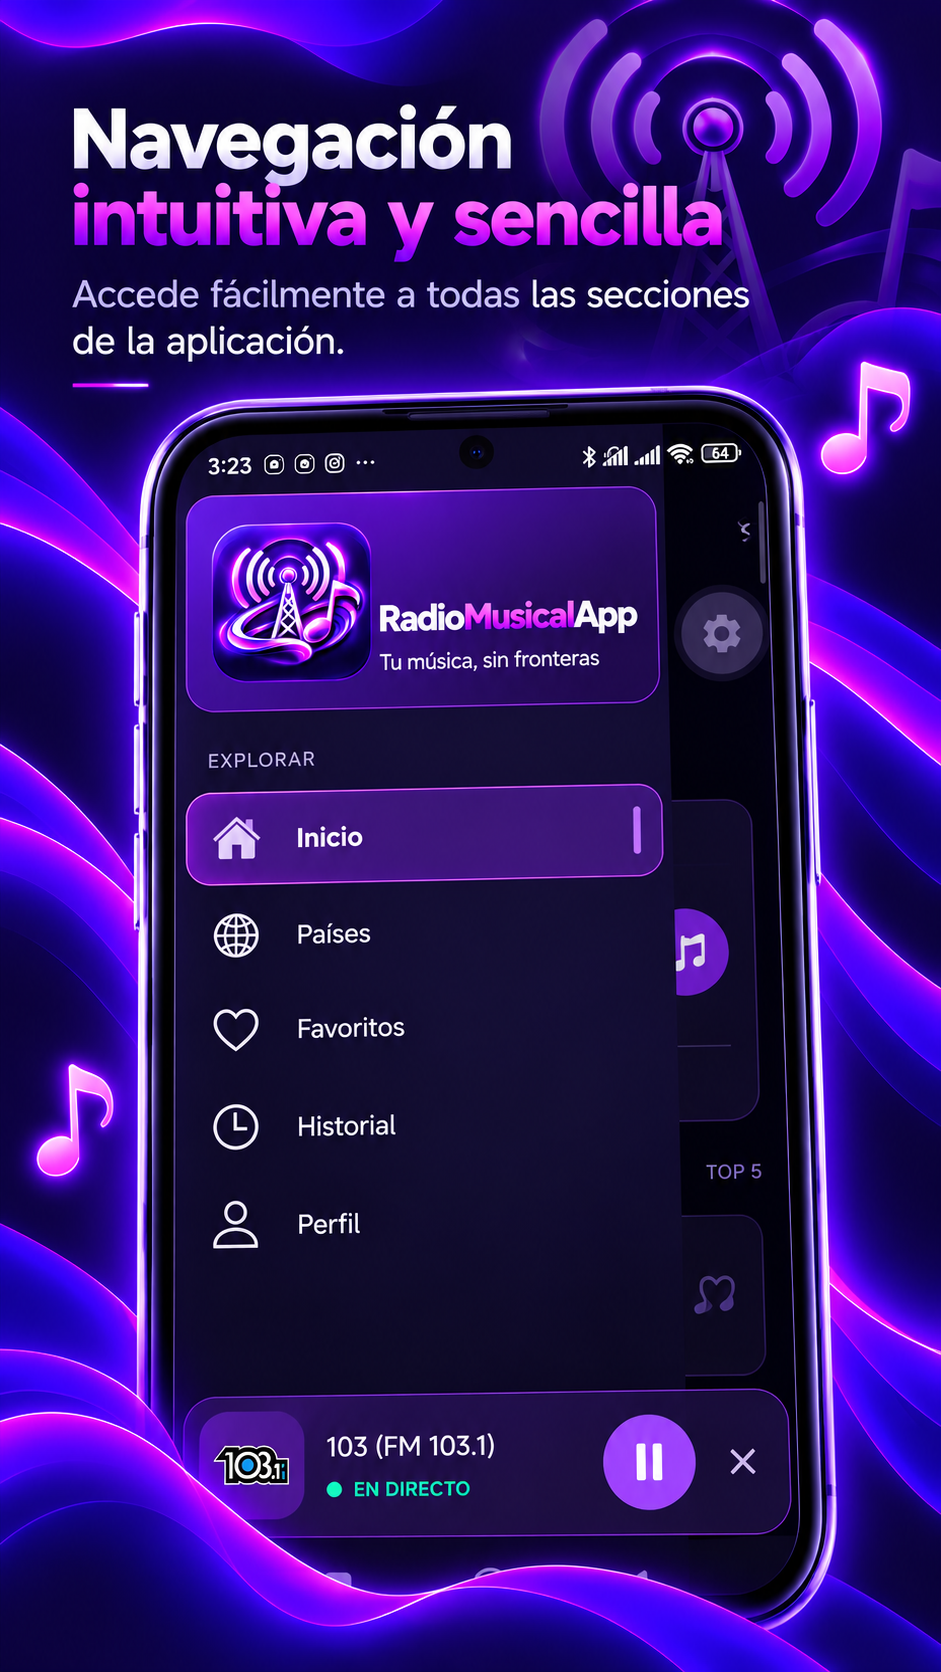 Navegación
intuitiva y sencilla
Accede fácilmente a todas las secciones
de la aplicación.
3:23
64
RadioMusicalApp
Tu música, sin fronteras
EXPLORAR
Inicio
Países
Favoritos
Historial
Perfil
TOP 5
103.1
103 (FM 103.1)
EN DIRECTO